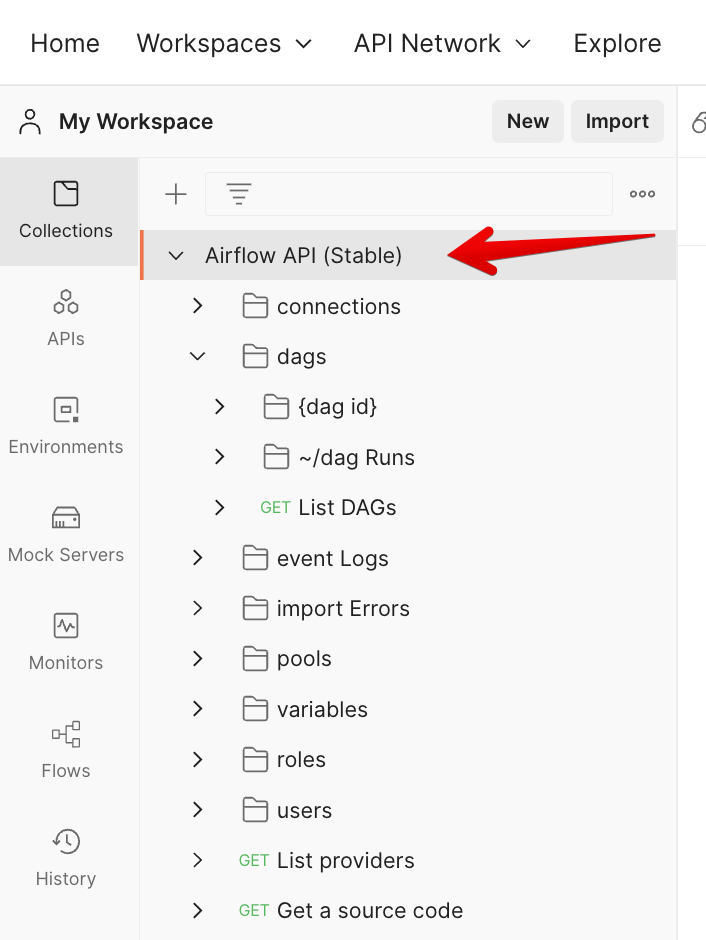 Home Workspaces API Network Explore
My Workspace New Import
Collections
APIs
Environments
Mock Servers
Monitors
Flows
History
Airflow API (Stable)
connections
dags
{dag id}
~/dag Runs
GET List DAGs
event Logs
import Errors
pools
variables
roles
users
GET List providers
GET Get a source code